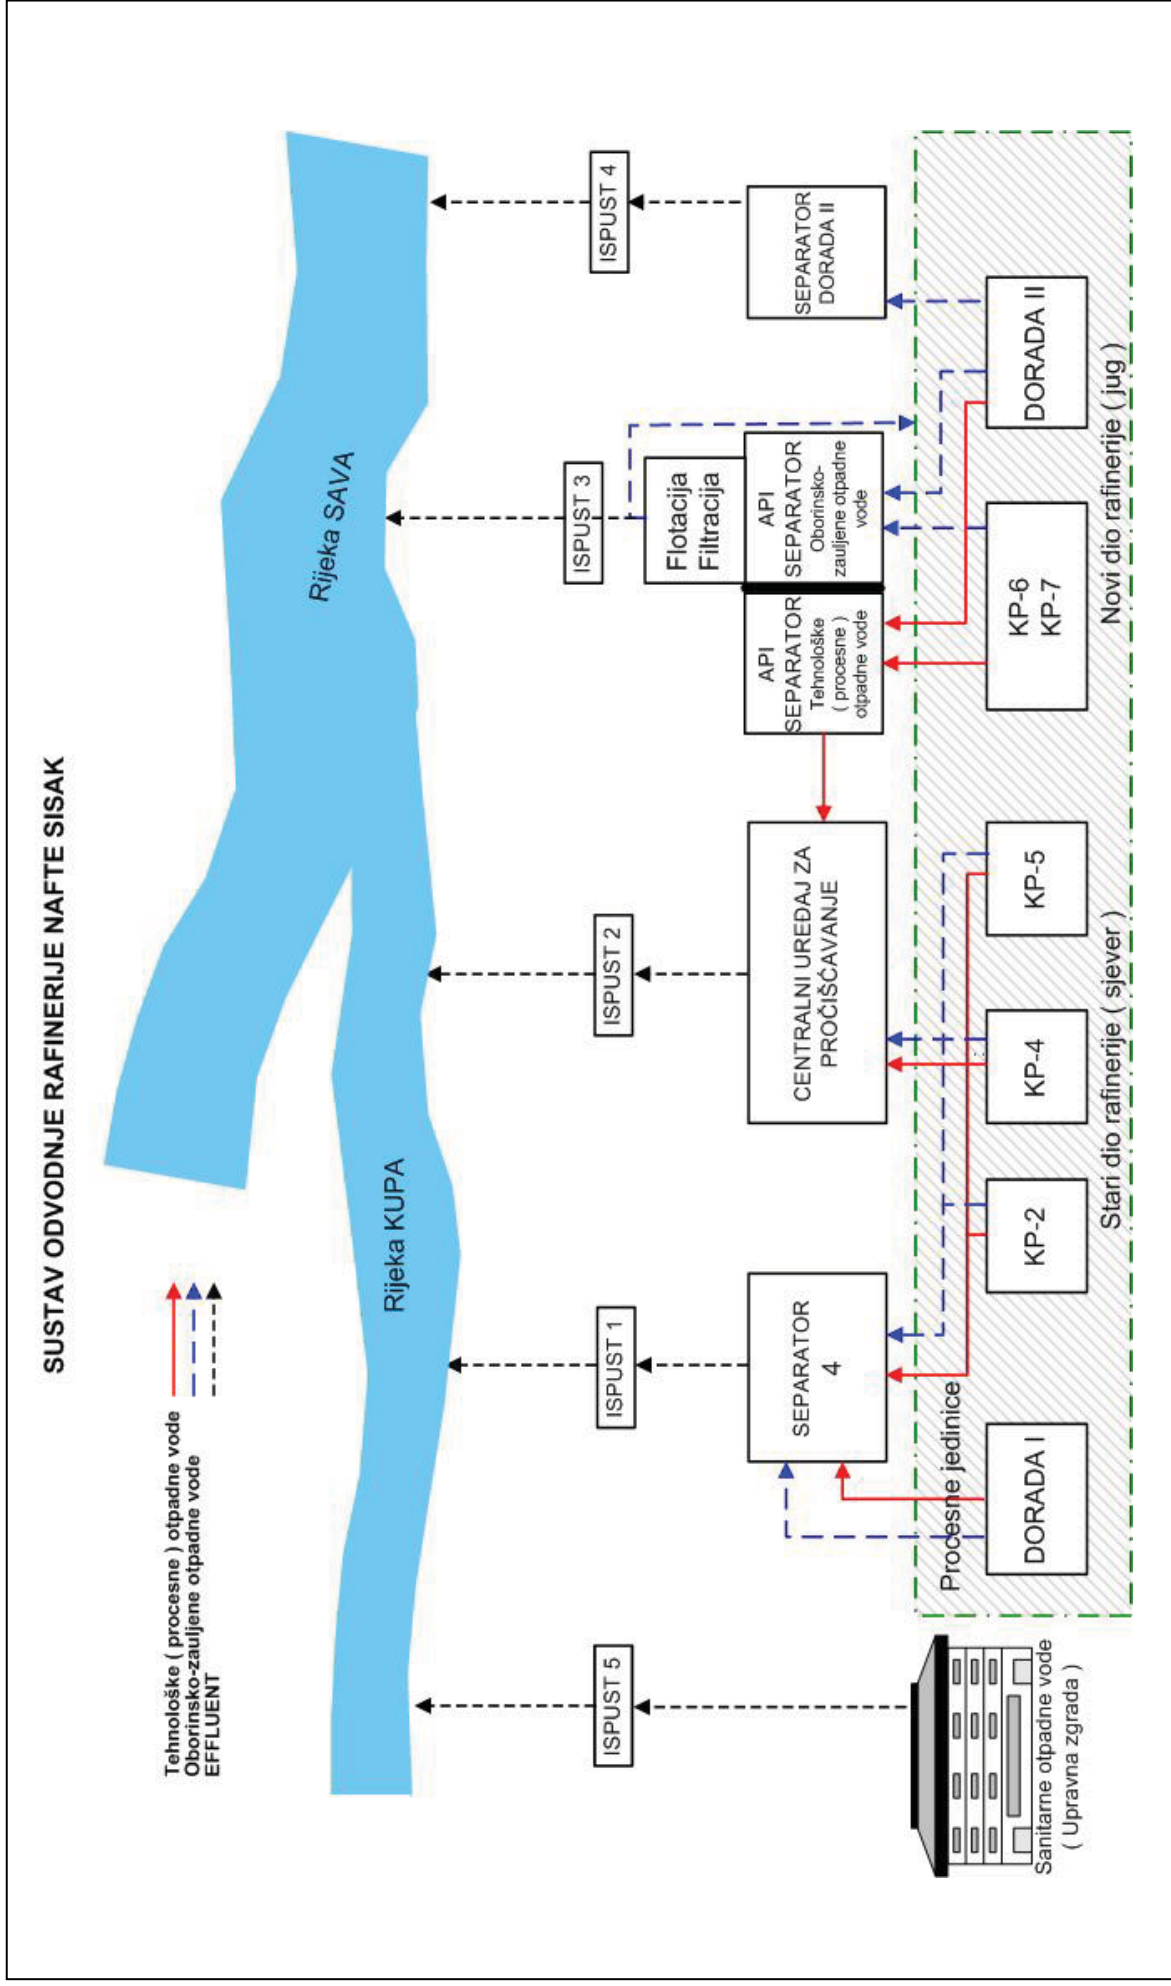 SUSTAV ODVODNJE RAFINERIJE NAFTE SISAK
Tehnološke ( procesne ) otpadne vode
Oborinsko-zauljene otpadne vode
EFFLUENT
Rijeka SAVA
Rijeka KUPA
ISPUST 5
ISPUST 1
ISPUST 2
ISPUST 3
ISPUST 4
SEPARATOR
4
CENTRALNI UREĐAJ ZA
PROČIŠĆAVANJE
API
SEPARATOR
Tehnološke
( procesne )
otpadne vode
Flotacija
Filtracija
API
SEPARATOR
Oborinsko-
zauljene otpadne
vode
SEPARATOR
DORADA II
Procesne jedinice
DORADA I
KP-2
KP-4
KP-5
KP-6
KP-7
DORADA II
Sanitarne otpadne vode
( Upravna zgrada )
Stari dio rafinerije ( sjever )
Novi dio rafinerije ( jug )